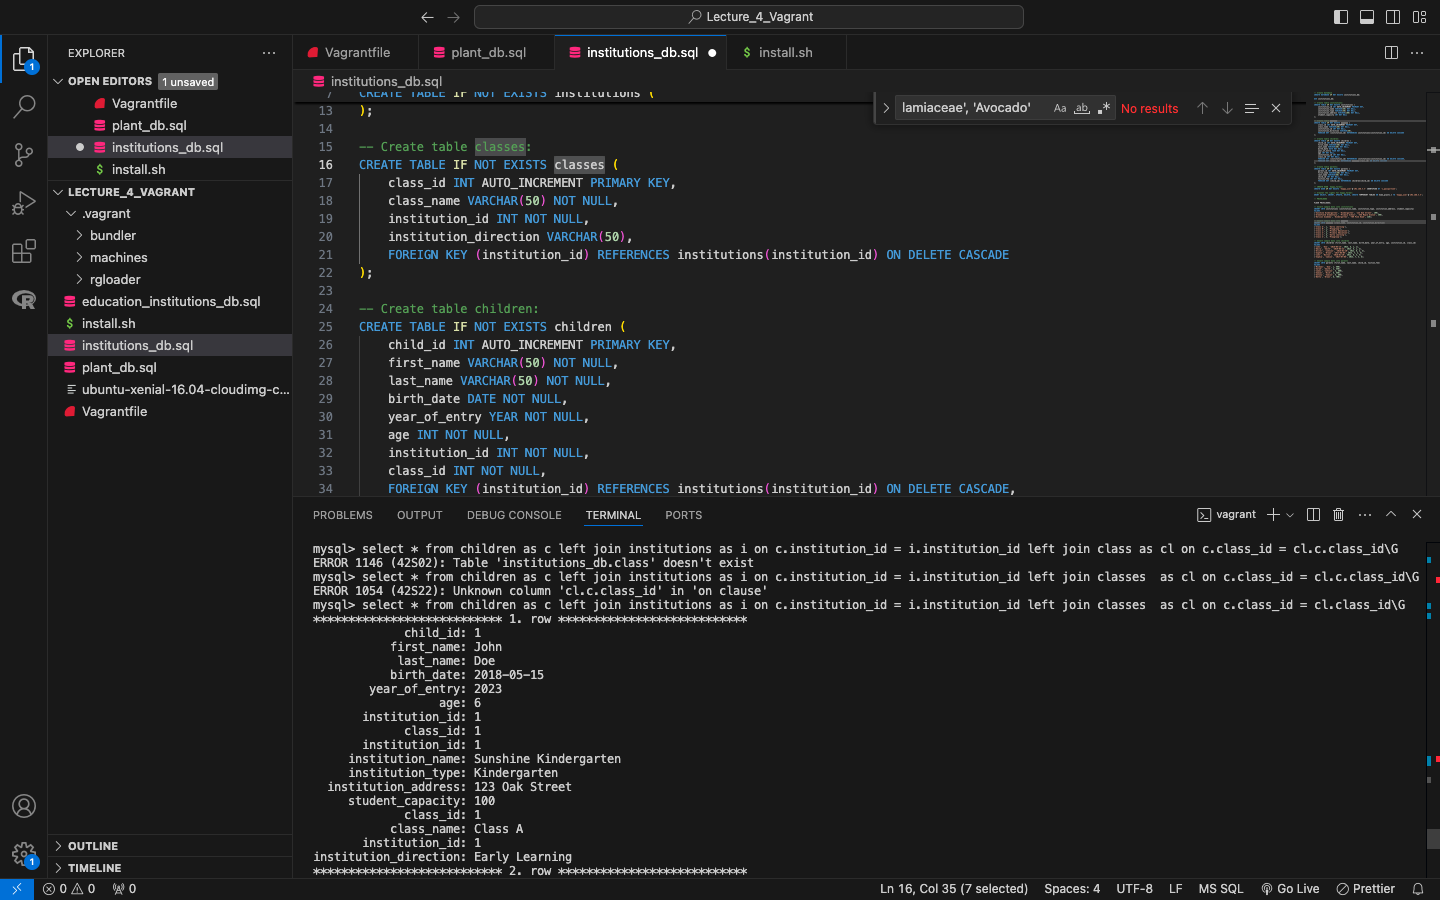 Lecture_4_Vagrant
EXPLORER
OPEN EDITORS 1 unsaved
Vagrantfile
plant_db.sql
institutions_db.sql
$ install.sh
LECTURE_4_VAGRANT
.vagrant
bundler
machines
rgloader
education_institutions_db.sql
$ install.sh
institutions_db.sql
plant_db.sql
ubuntu-xenial-16.04-cloudimg-c...
Vagrantfile
OUTLINE
TIMELINE
Vagrantfile plant_db.sql institutions_db.sql $ install.sh
institutions_db.sql
lamiaceae', 'Avocado' Aa ab .* No results
7 CREATE TABLE IF NOT EXISTS institutions (
13 );
14
15 -- Create table classes:
16 CREATE TABLE IF NOT EXISTS classes (
17 class_id INT AUTO_INCREMENT PRIMARY KEY,
18 class_name VARCHAR(50) NOT NULL,
19 institution_id INT NOT NULL,
20 institution_direction VARCHAR(50),
21 FOREIGN KEY (institution_id) REFERENCES institutions(institution_id) ON DELETE CASCADE
22 );
23
24 -- Create table children:
25 CREATE TABLE IF NOT EXISTS children (
26 child_id INT AUTO_INCREMENT PRIMARY KEY,
27 first_name VARCHAR(50) NOT NULL,
28 last_name VARCHAR(50) NOT NULL,
29 birth_date DATE NOT NULL,
30 year_of_entry YEAR NOT NULL,
31 age INT NOT NULL,
32 institution_id INT NOT NULL,
33 class_id INT NOT NULL,
34 FOREIGN KEY (institution_id) REFERENCES institutions(institution_id) ON DELETE CASCADE,
PROBLEMS OUTPUT DEBUG CONSOLE TERMINAL PORTS vagrant
mysql> select * from children as c left join institutions as i on c.institution_id = i.institution_id left join class as cl on c.class_id = cl.c.class_id\G
ERROR 1146 (42S02): Table 'institutions_db.class' doesn't exist
mysql> select * from children as c left join institutions as i on c.institution_id = i.institution_id left join classes  as cl on c.class_id = cl.c.class_id\G
ERROR 1054 (42S22): Unknown column 'cl.c.class_id' in 'on clause'
mysql> select * from children as c left join institutions as i on c.institution_id = i.institution_id left join classes  as cl on c.class_id = cl.class_id\G
*************************** 1. row ***************************
child_id: 1
first_name: John
last_name: Doe
birth_date: 2018-05-15
year_of_entry: 2023
age: 6
institution_id: 1
class_id: 1
institution_id: 1
institution_name: Sunshine Kindergarten
institution_type: Kindergarten
institution_address: 123 Oak Street
student_capacity: 100
class_id: 1
class_name: Class A
institution_id: 1
institution_direction: Early Learning
*************************** 2. row ***************************
0 0 0 Ln 16, Col 35 (7 selected) Spaces: 4 UTF-8 LF MS SQL Go Live Prettier